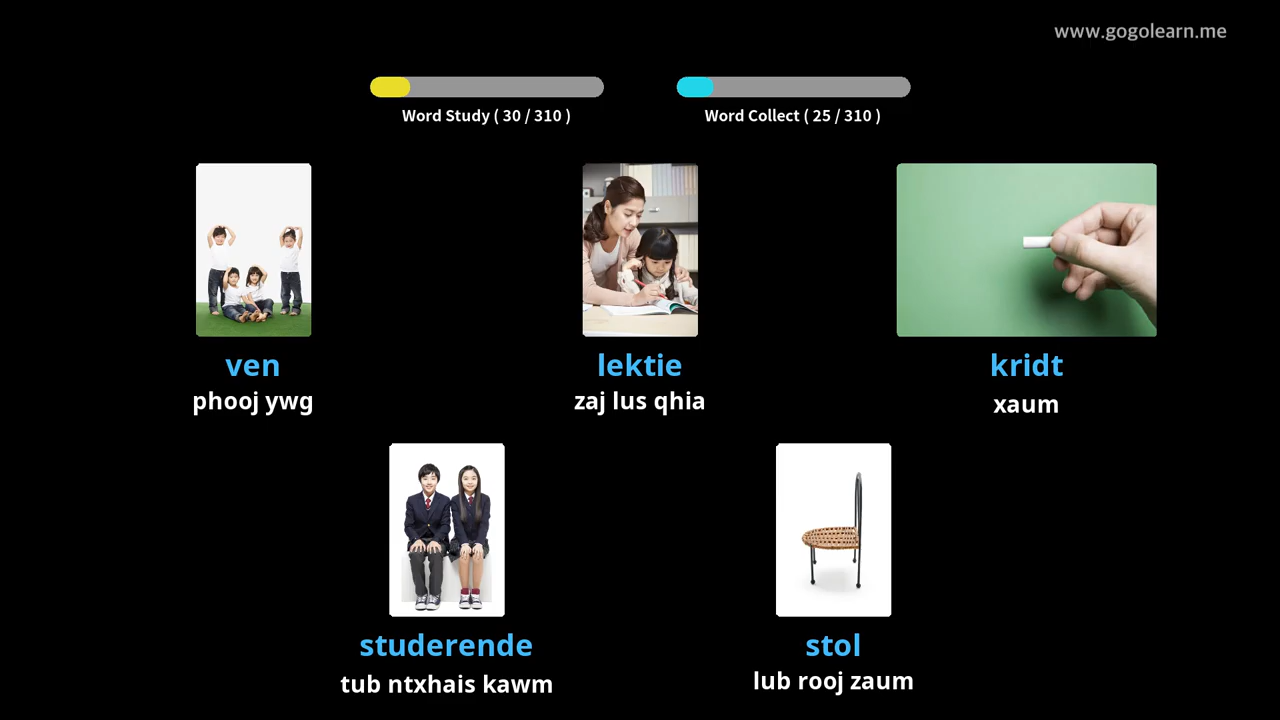 www.gogolearn.me
Word Study ( 30 / 310 )
Word Collect ( 25 / 310 )
ven
phooj ywg
lektie
zaj lus qhia
kridt
xaum
studerende
tub ntxhais kawm
stol
lub rooj zaum